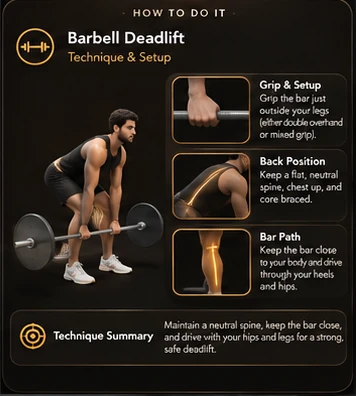 HOW TO DO IT
Barbell Deadlift
Technique & Setup
Grip & Setup
Grip the bar just
outside your legs
(either double overhand
or mixed grip).
Back Position
Keep a flat, neutral
spine, chest up, and
core braced.
Bar Path
Keep the bar close
to your body and drive
through your heels
and hips.
Technique Summary
Maintain a neutral spine, keep the bar close,
and drive with your hips and legs for a strong,
safe deadlift.